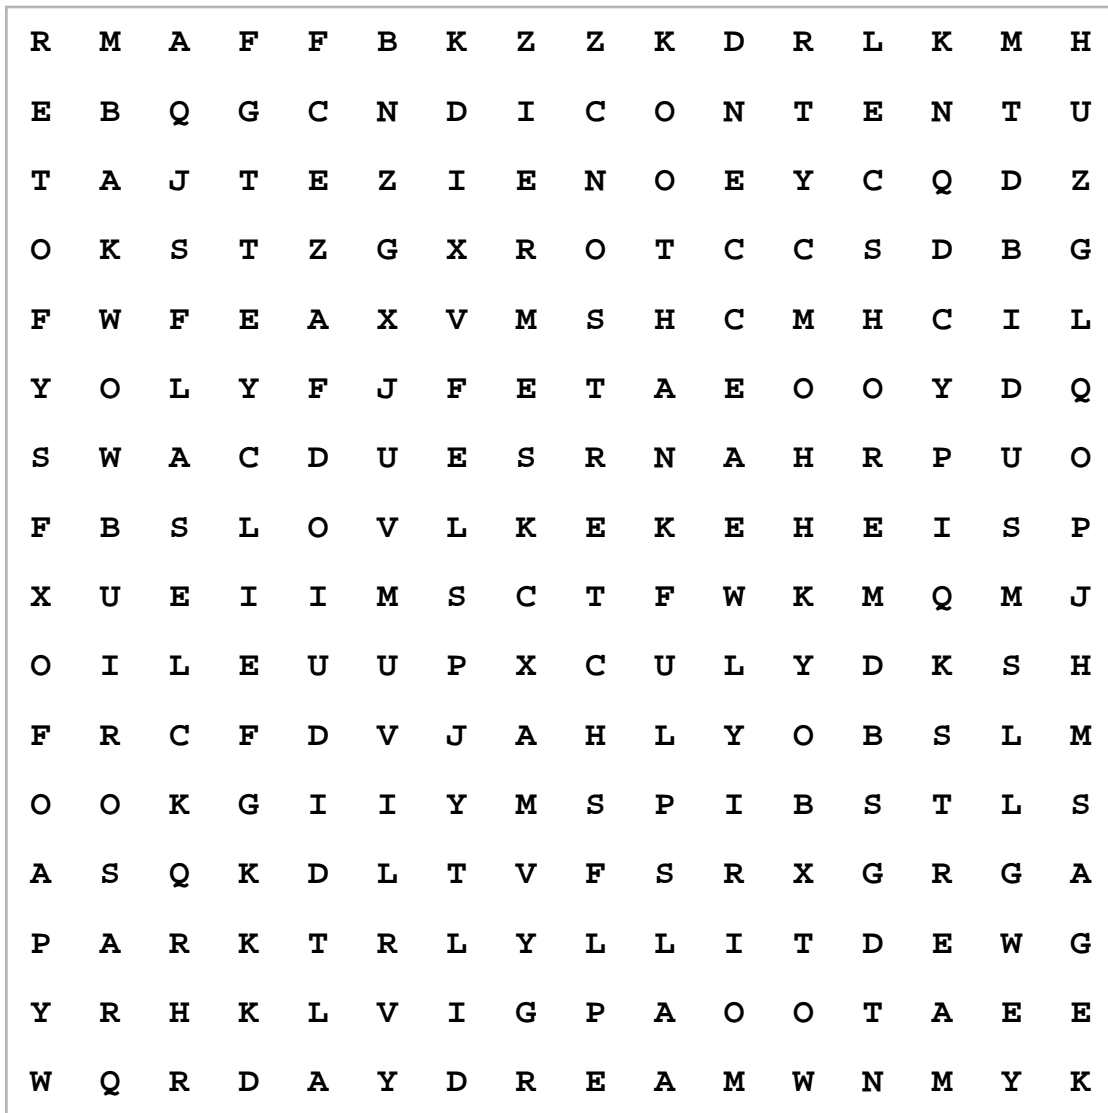 R M A F F B K Z Z K D R L K M H
E B Q G C N D I C O N T E N T U
T A J T E Z I E N O E Y C Q D Z
O K S T Z G X R O T C C S D B G
F W F E A X V M S H C M H C I L
Y O L Y F J F E T A E O O Y D Q
S W A C D U E S R N A H R P U O
F B S L O V L K E K E H E I S P
X U E I I M S C T F W K M Q M J
O I L E U U P X C U L Y D K S H
F R C F D V J A H L Y O B S L M
O O K G I I Y M S P I B S T L S
A S Q K D L T V F S R X G R G A
P A R K T R L Y L L I T D E W G
Y R H K L V I G P A O O T A E E
W Q R D A Y D R E A M W N M Y K